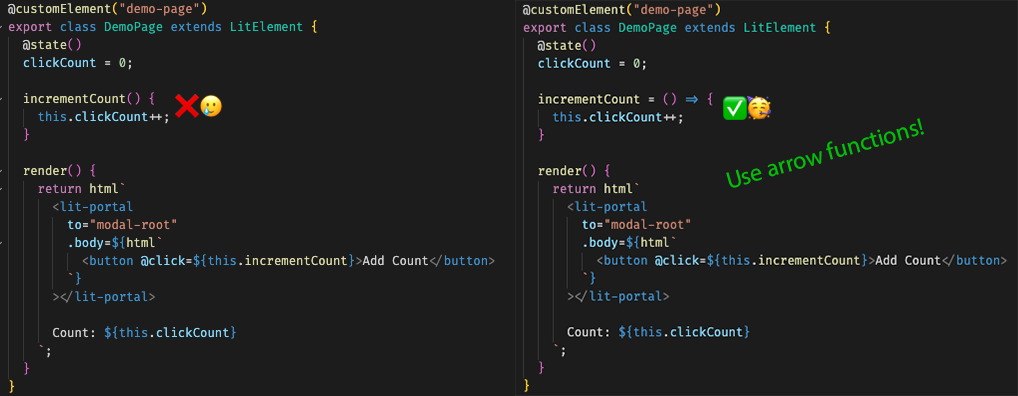 @customElement("demo-page")
export class DemoPage extends LitElement {
@state()
clickCount = 0;
incrementCount() { ❌🥲
this.clickCount++;
}
render() {
return html`
<lit-portal
to="modal-root"
.body=${html`
<button @click=${this.incrementCount}>Add Count</button>
`}
></lit-portal>
Count: ${this.clickCount}
`;
}
}
@customElement("demo-page")
export class DemoPage extends LitElement {
@state()
clickCount = 0;
incrementCount = () => { ✅🥳
this.clickCount++;
}
Use arrow functions!
render() {
return html`
<lit-portal
to="modal-root"
.body=${html`
<button @click=${this.incrementCount}>Add Count</button>
`}
></lit-portal>
Count: ${this.clickCount}
`;
}
}